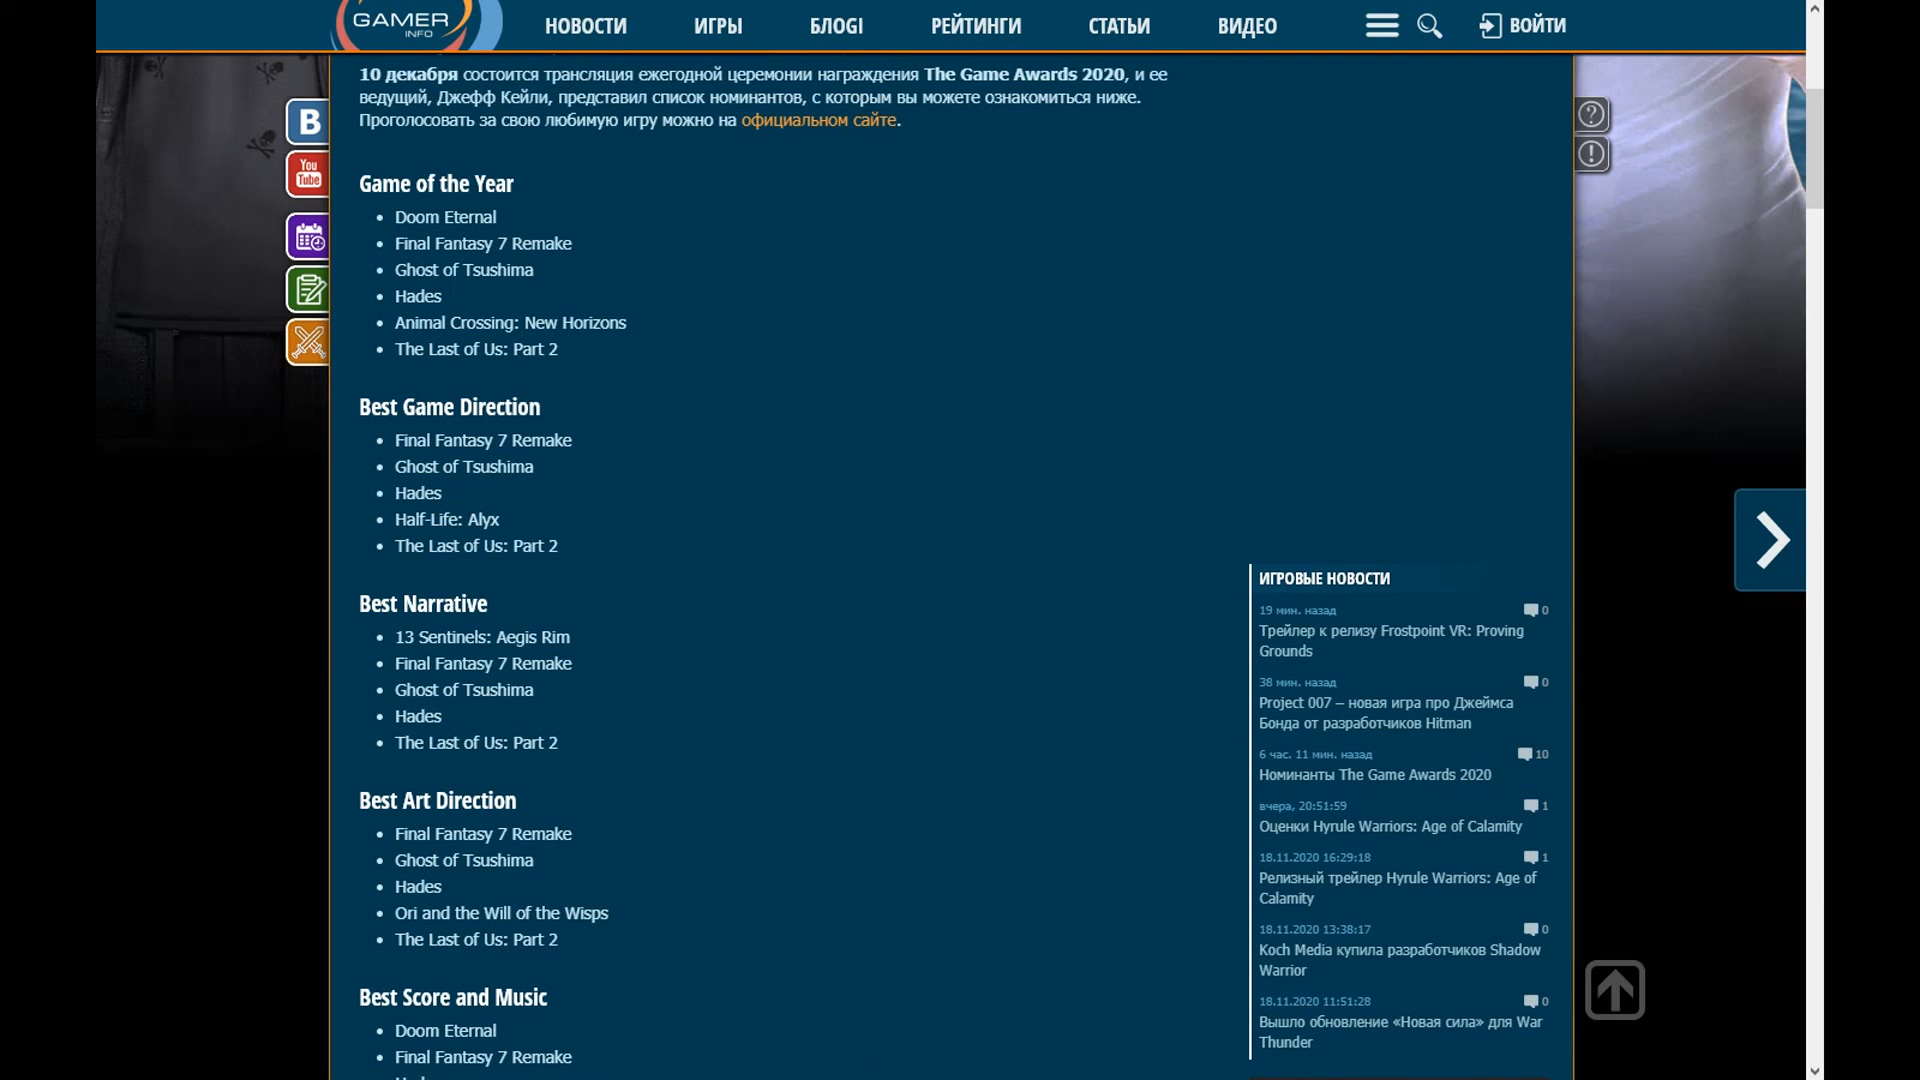 GAMER
INFO
НОВОСТИ
ИГРЫ
БЛОGI
РЕЙТИНГИ
СТАТЬИ
ВИДЕО
ВОЙТИ
10 декабря состоится трансляция ежегодной церемонии награждения The Game Awards 2020, и ее
ведущий, Джефф Кейли, представил список номинантов, с которым вы можете ознакомиться ниже.
Проголосовать за свою любимую игру можно на официальном сайте.
B
You
Tube
Game of the Year
Doom Eternal
Final Fantasy 7 Remake
Ghost of Tsushima
Hades
Animal Crossing: New Horizons
The Last of Us: Part 2
Best Game Direction
Final Fantasy 7 Remake
Ghost of Tsushima
Hades
Half-Life: Alyx
The Last of Us: Part 2
Best Narrative
13 Sentinels: Aegis Rim
Final Fantasy 7 Remake
Ghost of Tsushima
Hades
The Last of Us: Part 2
Best Art Direction
Final Fantasy 7 Remake
Ghost of Tsushima
Hades
Ori and the Will of the Wisps
The Last of Us: Part 2
Best Score and Music
Doom Eternal
Final Fantasy 7 Remake
ИГРОВЫЕ НОВОСТИ
19 мин. назад 0
Трейлер к релизу Frostpoint VR: Proving
Grounds
38 мин. назад 0
Project 007 – новая игра про Джеймса
Бонда от разработчиков Hitman
6 час. 11 мин. назад 10
Номинанты The Game Awards 2020
вчера, 20:51:59 1
Оценки Hyrule Warriors: Age of Calamity
18.11.2020 16:29:18 1
Релизный трейлер Hyrule Warriors: Age of
Calamity
18.11.2020 13:38:17 0
Koch Media купила разработчиков Shadow
Warrior
18.11.2020 11:51:28 0
Вышло обновление «Новая сила» для War
Thunder